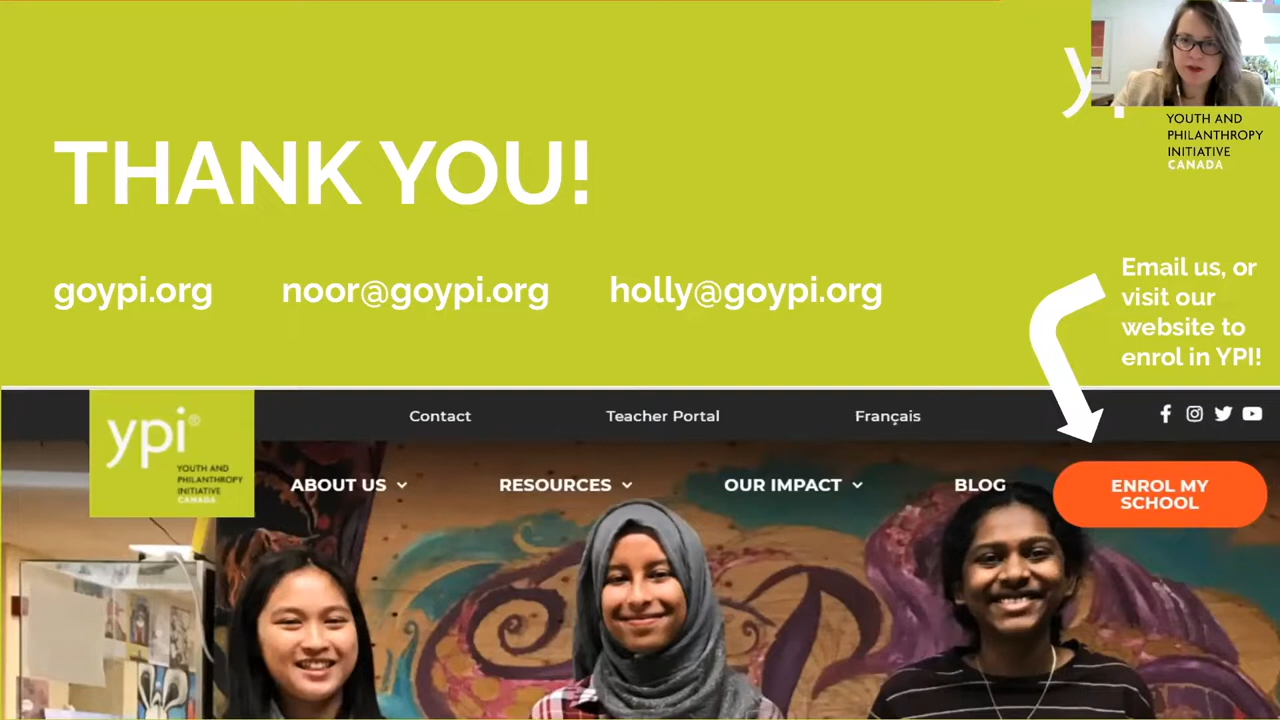 THANK YOU!
goypi.org noor@goypi.org holly@goypi.org
YOUTH AND
PHILANTHROPY
INITIATIVE
CANADA
Email us, or
visit our
website to
enrol in YPI!
Contact Teacher Portal Français
ypi®
YOUTH AND
PHILANTHROPY
INITIATIVE
CANADA
ABOUT US RESOURCES OUR IMPACT BLOG
ENROL MY
SCHOOL